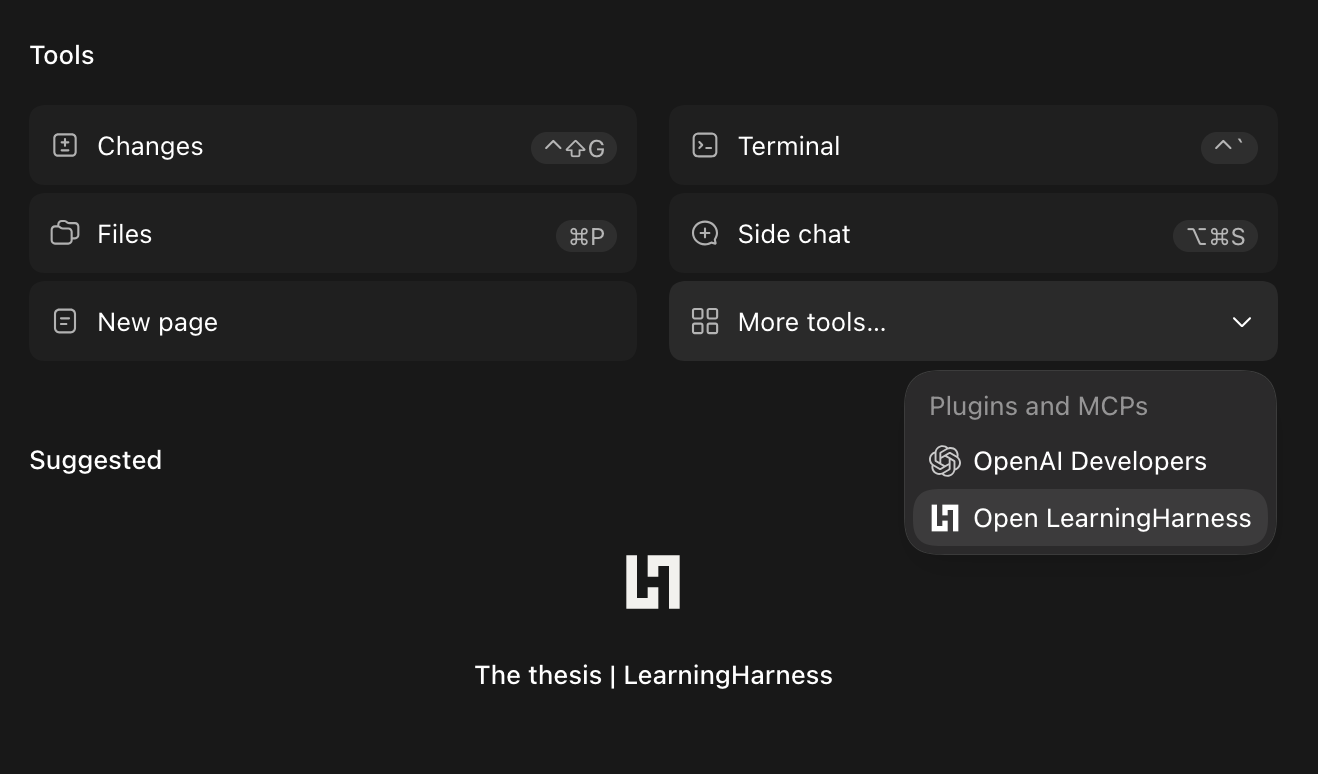 Tools
Changes ⌃⇧G
Terminal ⌃`
Files ⌘P
Side chat ⌥⌘S
New page
More tools...
Plugins and MCPs
OpenAI Developers
Open LearningHarness
Suggested
The thesis | LearningHarness